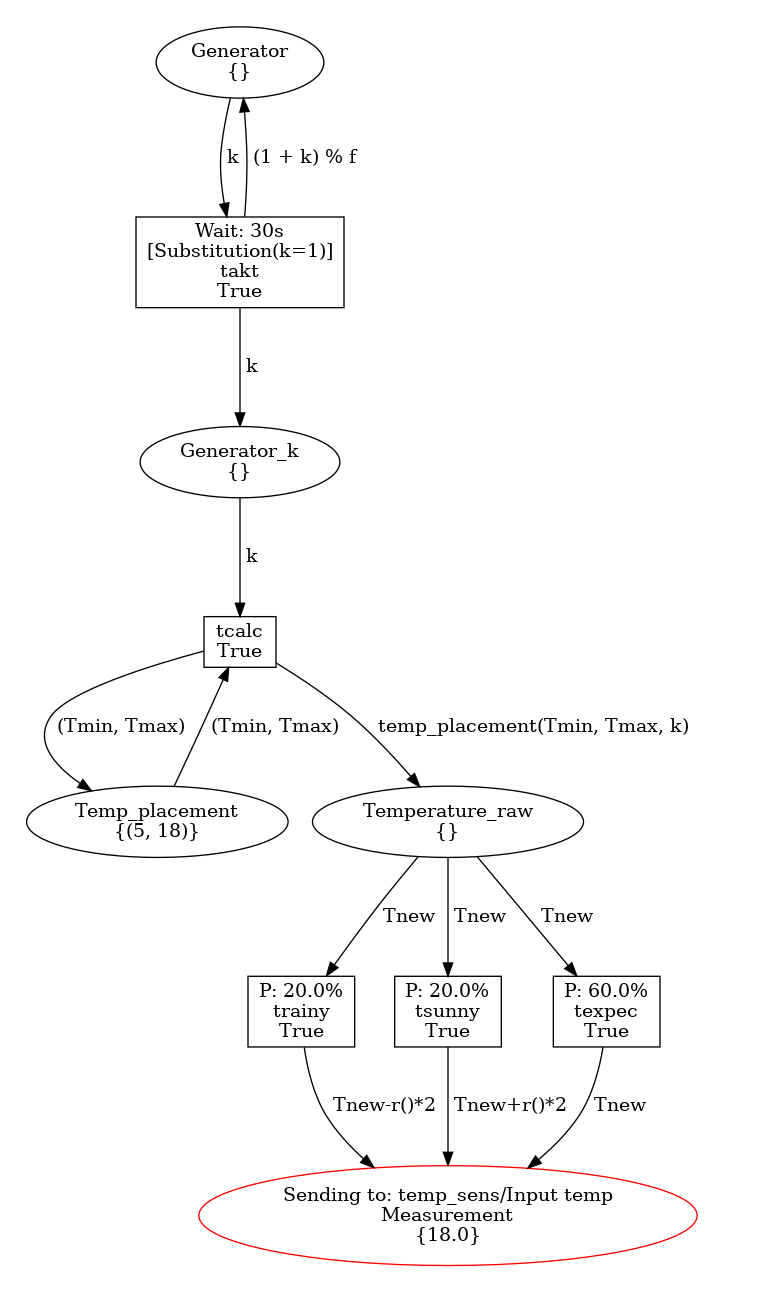 Generator
{}
k
(1 + k) % f
Wait: 30s
[Substitution(k=1)]
takt
True
k
Generator_k
{}
k
tcalc
True
(Tmin, Tmax)
(Tmin, Tmax)
temp_placement(Tmin, Tmax, k)
Temp_placement
{(5, 18)}
Temperature_raw
{}
Tnew
Tnew
Tnew
P: 20.0%
trainy
True
P: 20.0%
tsunny
True
P: 60.0%
texpec
True
Tnew-r()*2
Tnew+r()*2
Tnew
Sending to: temp_sens/Input temp
Measurement
{18.0}